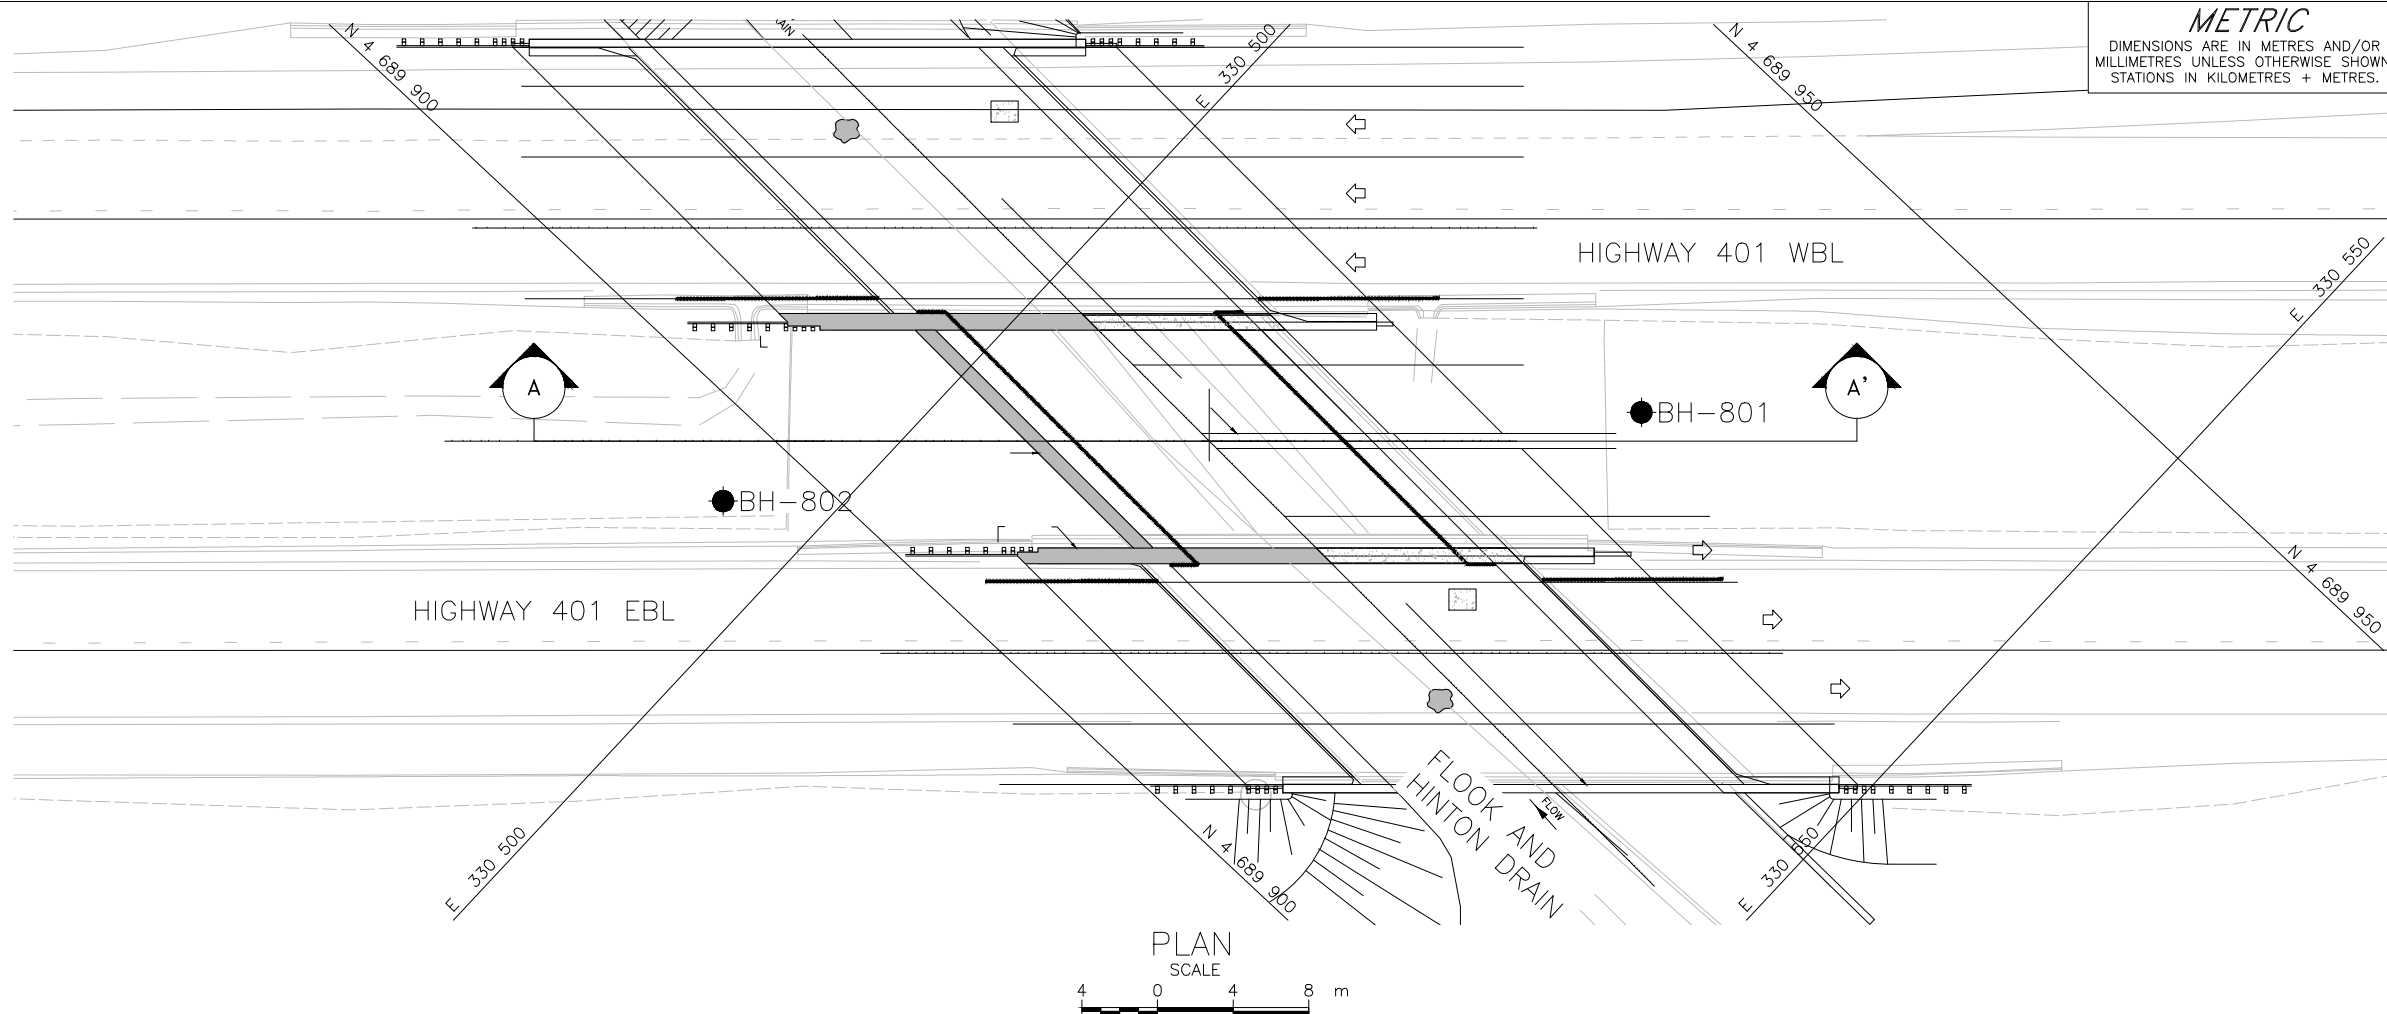 METRIC
DIMENSIONS ARE IN METRES AND/OR
MILLIMETRES UNLESS OTHERWISE SHOWN
STATIONS IN KILOMETRES + METRES.
N 4 689 900
E 330 500
N 4 689 950
HIGHWAY 401 WBL
E 330 550
A
A'
BH-801
BH-802
HIGHWAY 401 EBL
N 4 689 950
FLOOK AND
HINTON DRAIN
FLOW
E 330 500
N 4 689 900
E 330
PLAN
SCALE
4 0 4 8 m